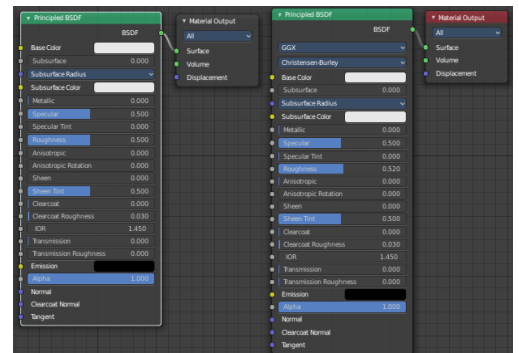 Principled BSDF
BSDF
Base Color
Subsurface 0.000
Subsurface Radius
Subsurface Color
Metallic 0.000
Specular 0.500
Specular Tint 0.000
Roughness 0.500
Anisotropic 0.000
Anisotropic Rotation 0.000
Sheen 0.000
Sheen Tint 0.500
Clearcoat 0.000
Clearcoat Roughness 0.030
IOR 1.450
Transmission 0.000
Transmission Roughness 0.000
Emission
Alpha 1.000
Normal
Clearcoat Normal
Tangent
Material Output
All
Surface
Volume
Displacement
Principled BSDF
BSDF
GGX
Christensen-Burley
Base Color
Subsurface 0.000
Subsurface Radius
Subsurface Color
Metallic 0.000
Specular 0.500
Specular Tint 0.000
Roughness 0.520
Anisotropic 0.000
Anisotropic Rotation 0.000
Sheen 0.000
Sheen Tint 0.500
Clearcoat 0.000
Clearcoat Roughness 0.030
IOR 1.450
Transmission 0.000
Transmission Roughness 0.000
Emission
Alpha 1.000
Normal
Clearcoat Normal
Tangent
Material Output
All
Surface
Volume
Displacement